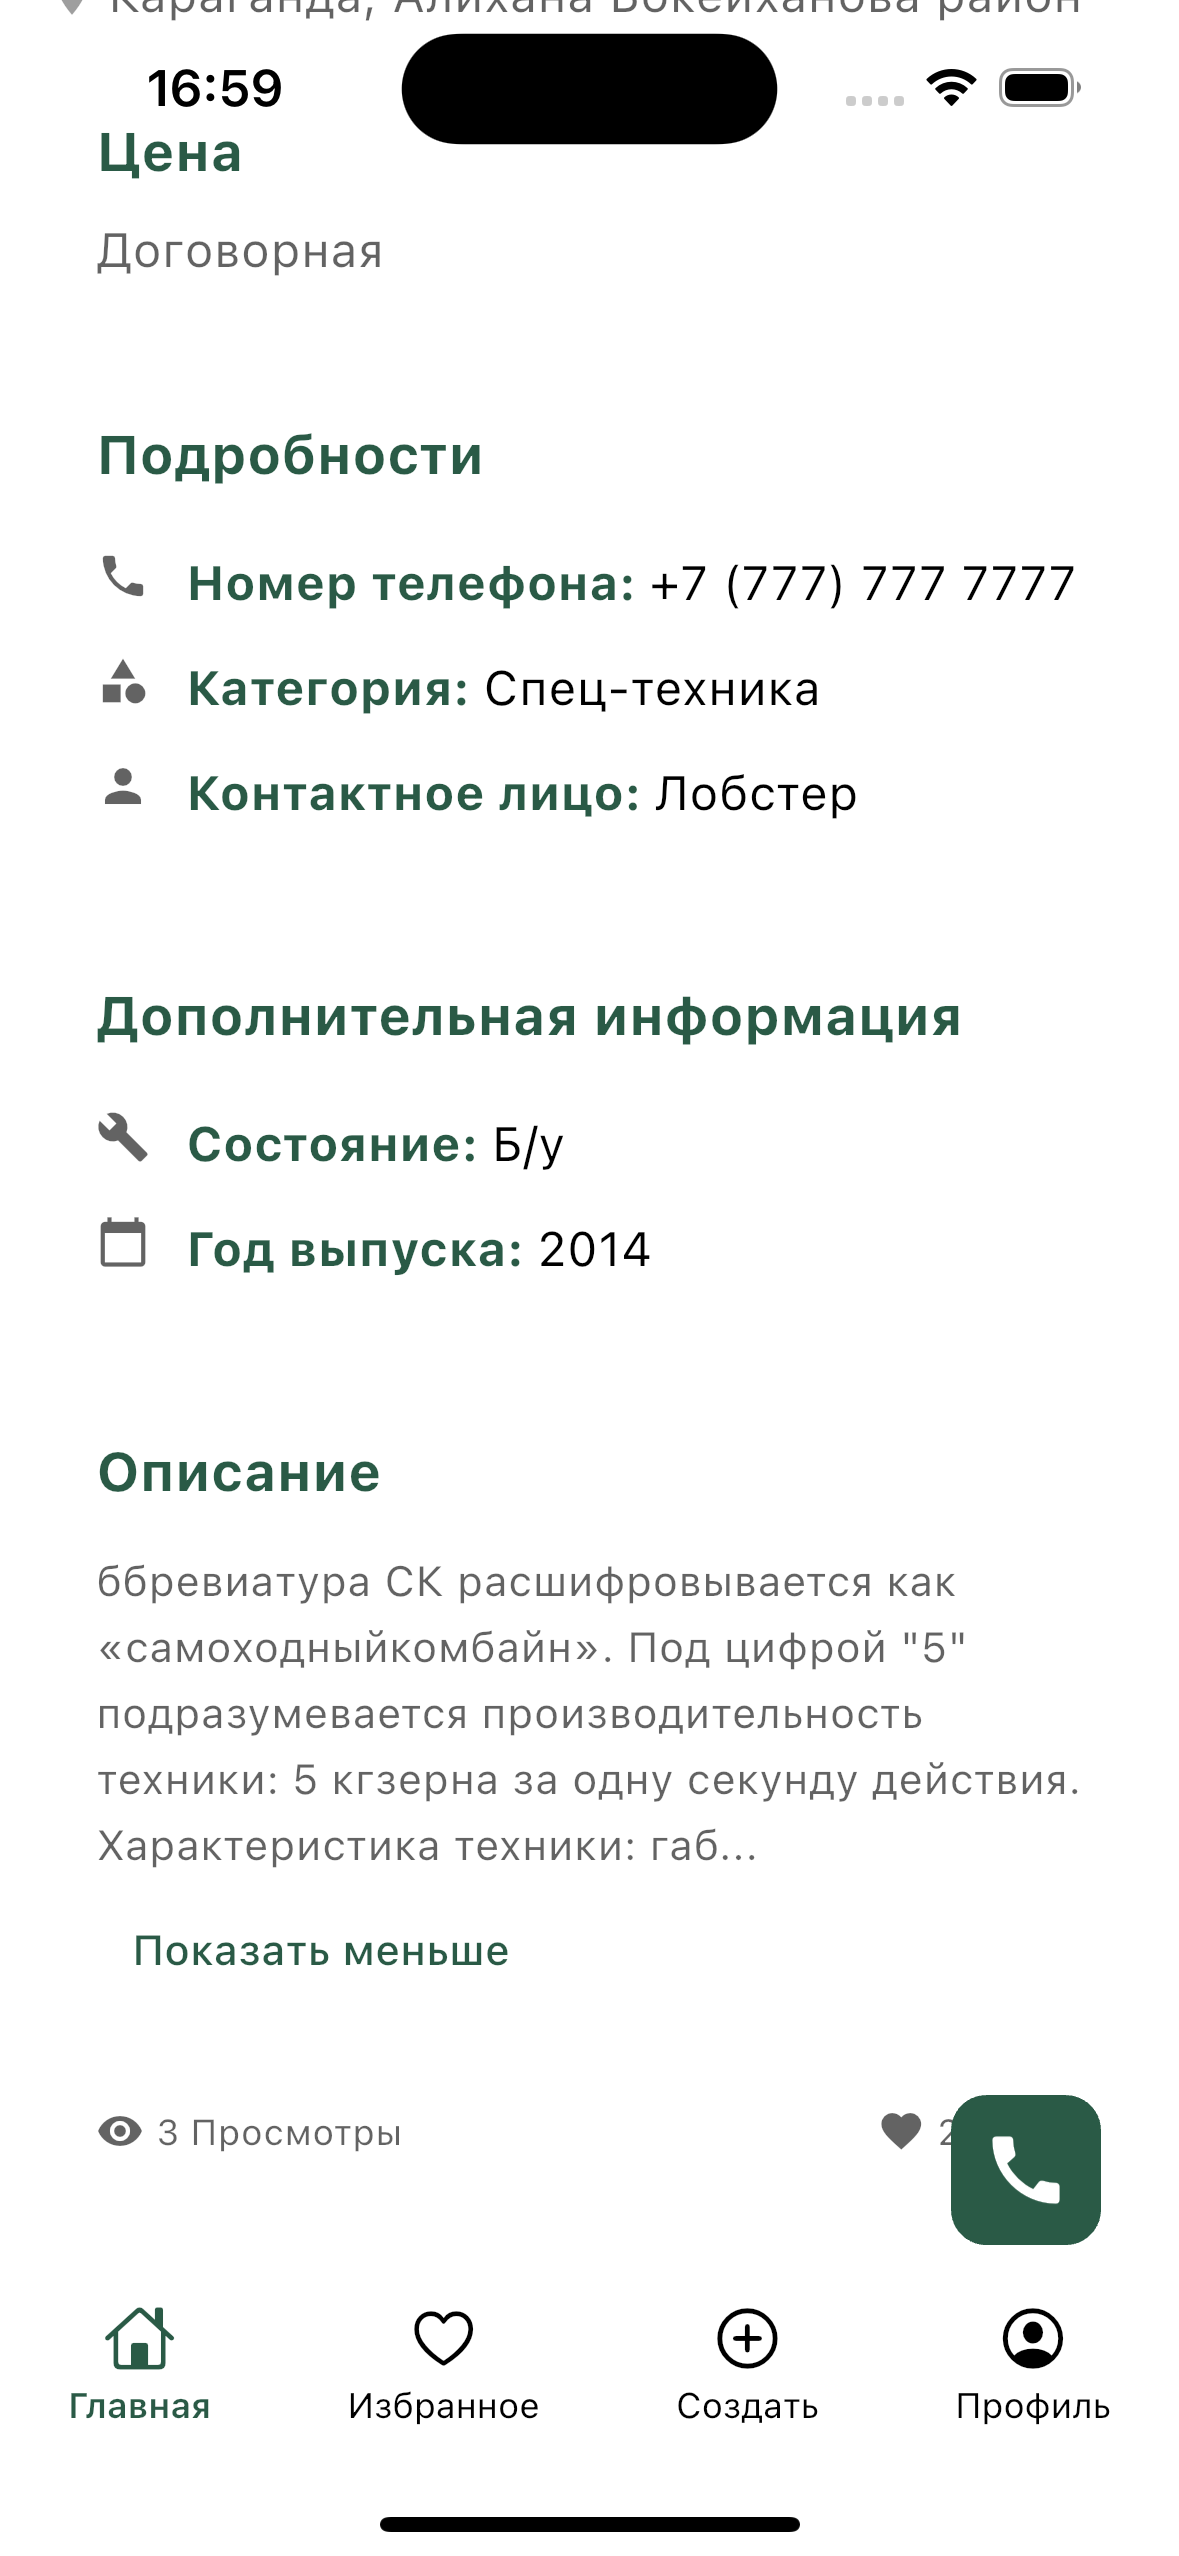 Караганда, Алихана Бокейханова район
16:59
Цена
Договорная
Подробности
Номер телефона: +7 (777) 777 7777
Категория: Спец-техника
Контактное лицо: Лобстер
Дополнительная информация
Состояние: Б/у
Год выпуска: 2014
Описание
ббревиатура СК расшифровывается как
«самоходныйкомбайн». Под цифрой "5"
подразумевается производительность
техники: 5 кгзерна за одну секунду действия.
Характеристика техники: габ...
Показать меньше
3 Просмотры
Главная
Избранное
Создать
Профиль